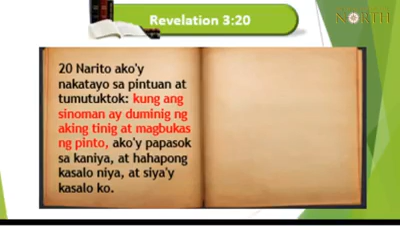 Revelation 3:20
NORTH
20 Narito ako'y
nakatayo sa pintuan at
tumutuktok: kung ang
sinoman ay duminig ng
aking tinig at magbukas
ng pinto, ako'y papasok
sa kaniya, at hahapong
kasalo niya, at siya'y
kasalo ko.